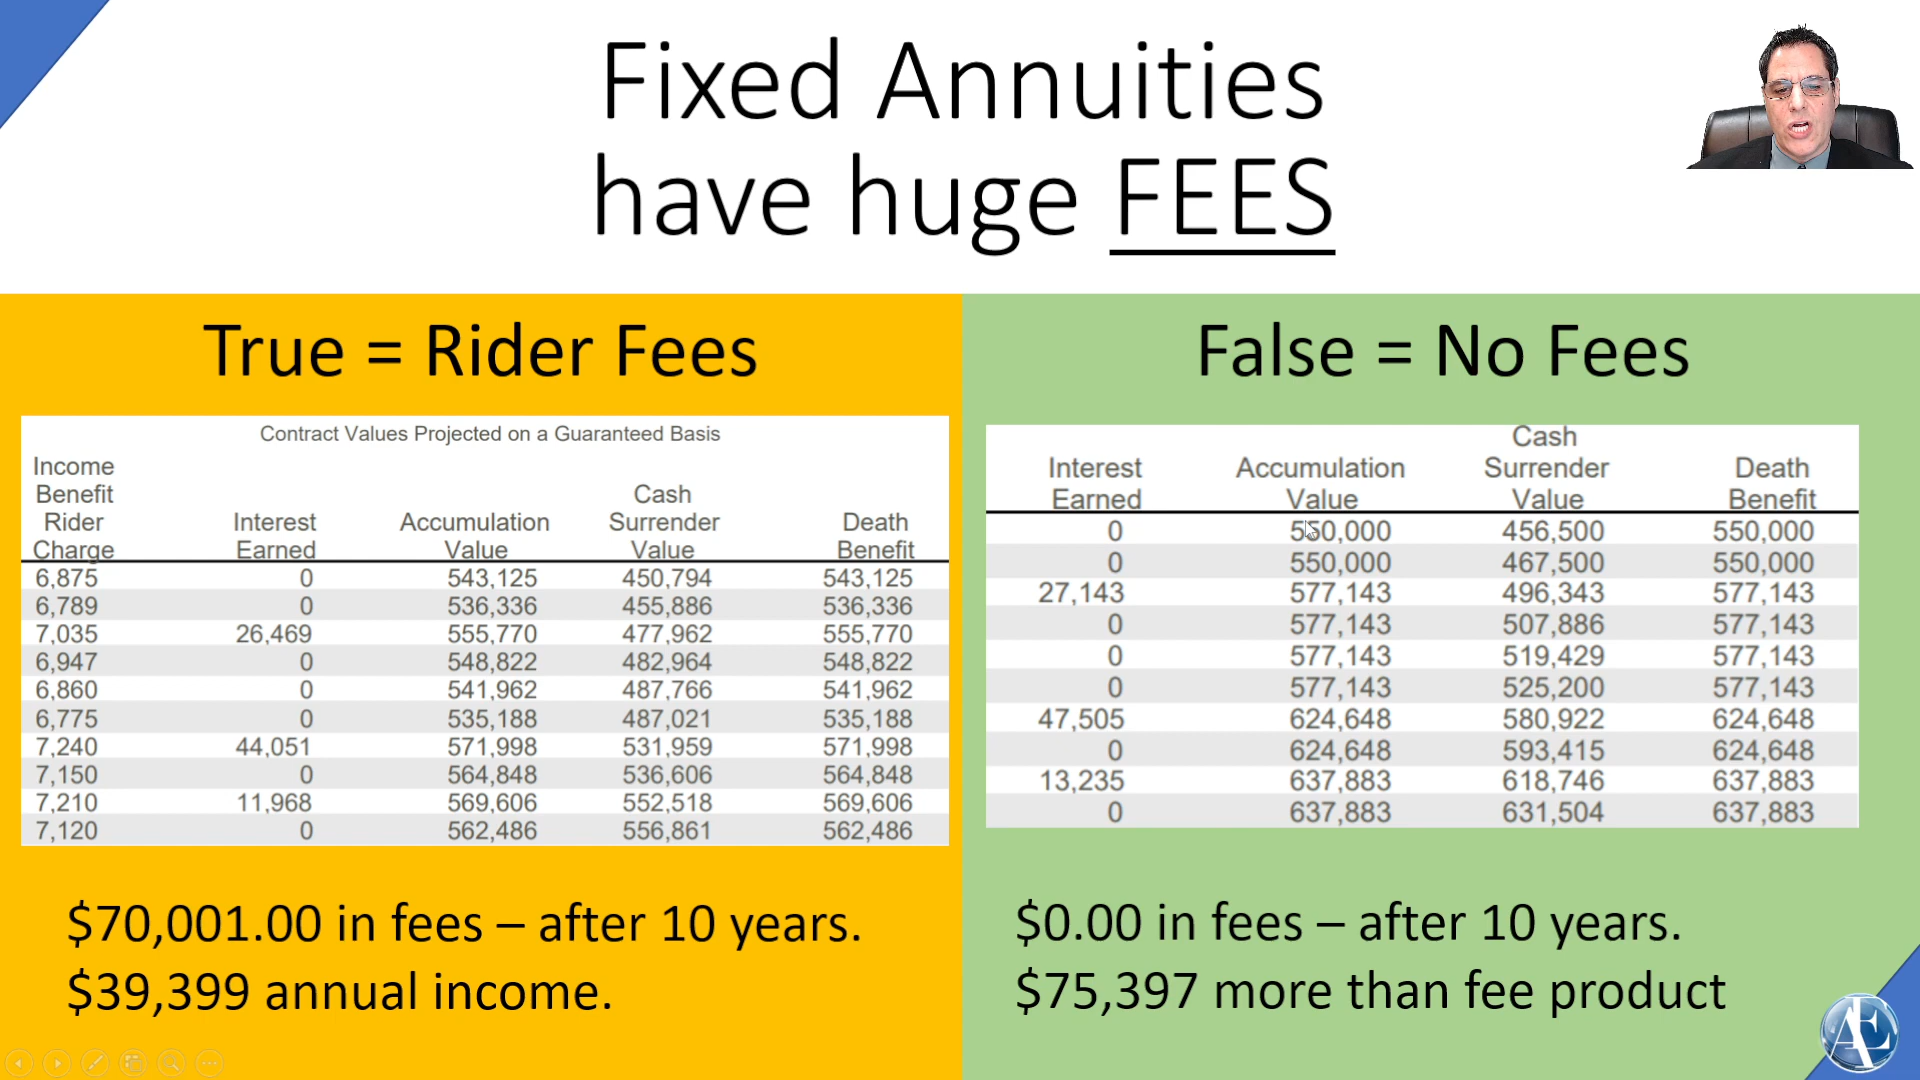 Fixed Annuities
have huge FEES
True = Rider Fees
Contract Values Projected on a Guaranteed Basis
Income
Benefit
Rider
Charge
Interest
Earned
Accumulation
Value
Cash
Surrender
Value
Death
Benefit
6,875 0 543,125 450,794 543,125
6,789 0 536,336 455,886 536,336
7,035 26,469 555,770 477,962 555,770
6,947 0 548,822 482,964 548,822
6,860 0 541,962 487,766 541,962
6,775 0 535,188 487,021 535,188
7,240 44,051 571,998 531,959 571,998
7,150 0 564,848 536,606 564,848
7,210 11,968 569,606 552,518 569,606
7,120 0 562,486 556,861 562,486
$70,001.00 in fees – after 10 years.
$39,399 annual income.
False = No Fees
Interest
Earned
Accumulation
Value
Cash
Surrender
Value
Death
Benefit
0 550,000 456,500 550,000
0 550,000 467,500 550,000
27,143 577,143 496,343 577,143
0 577,143 507,886 577,143
0 577,143 519,429 577,143
0 577,143 525,200 577,143
47,505 624,648 580,922 624,648
0 624,648 593,415 624,648
13,235 637,883 618,746 637,883
0 637,883 631,504 637,883
$0.00 in fees – after 10 years.
$75,397 more than fee product
AE